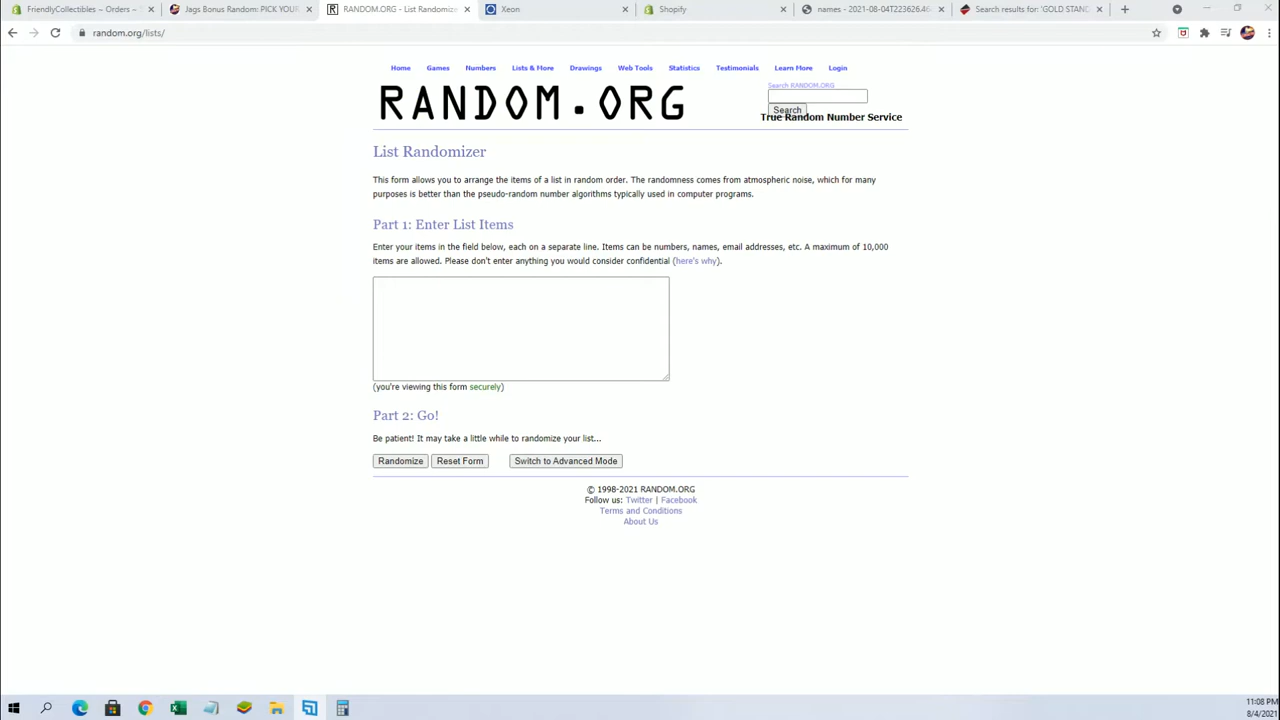 FriendlyCollectibles ~ Orders ~
Jags Bonus Random: PICK YOUR
RANDOM.ORG - List Randomize
Xeon
Shopify
names - 2021-08-04T223626.46
Search results for: 'GOLD STAND
random.org/lists/
Home Games Numbers Lists & More Drawings Web Tools Statistics Testimonials Learn More Login
Search RANDOM.ORG
RANDOM.ORG
Search
True Random Number Service
List Randomizer
This form allows you to arrange the items of a list in random order. The randomness comes from atmospheric noise, which for many
purposes is better than the pseudo-random number algorithms typically used in computer programs.
Part 1: Enter List Items
Enter your items in the field below, each on a separate line. Items can be numbers, names, email addresses, etc. A maximum of 10,000
items are allowed. Please don't enter anything you would consider confidential (here's why).
(you're viewing this form securely)
Part 2: Go!
Be patient! It may take a little while to randomize your list...
Randomize Reset Form Switch to Advanced Mode
© 1998-2021 RANDOM.ORG
Follow us: Twitter | Facebook
Terms and Conditions
About Us
11:08 PM
8/4/2021